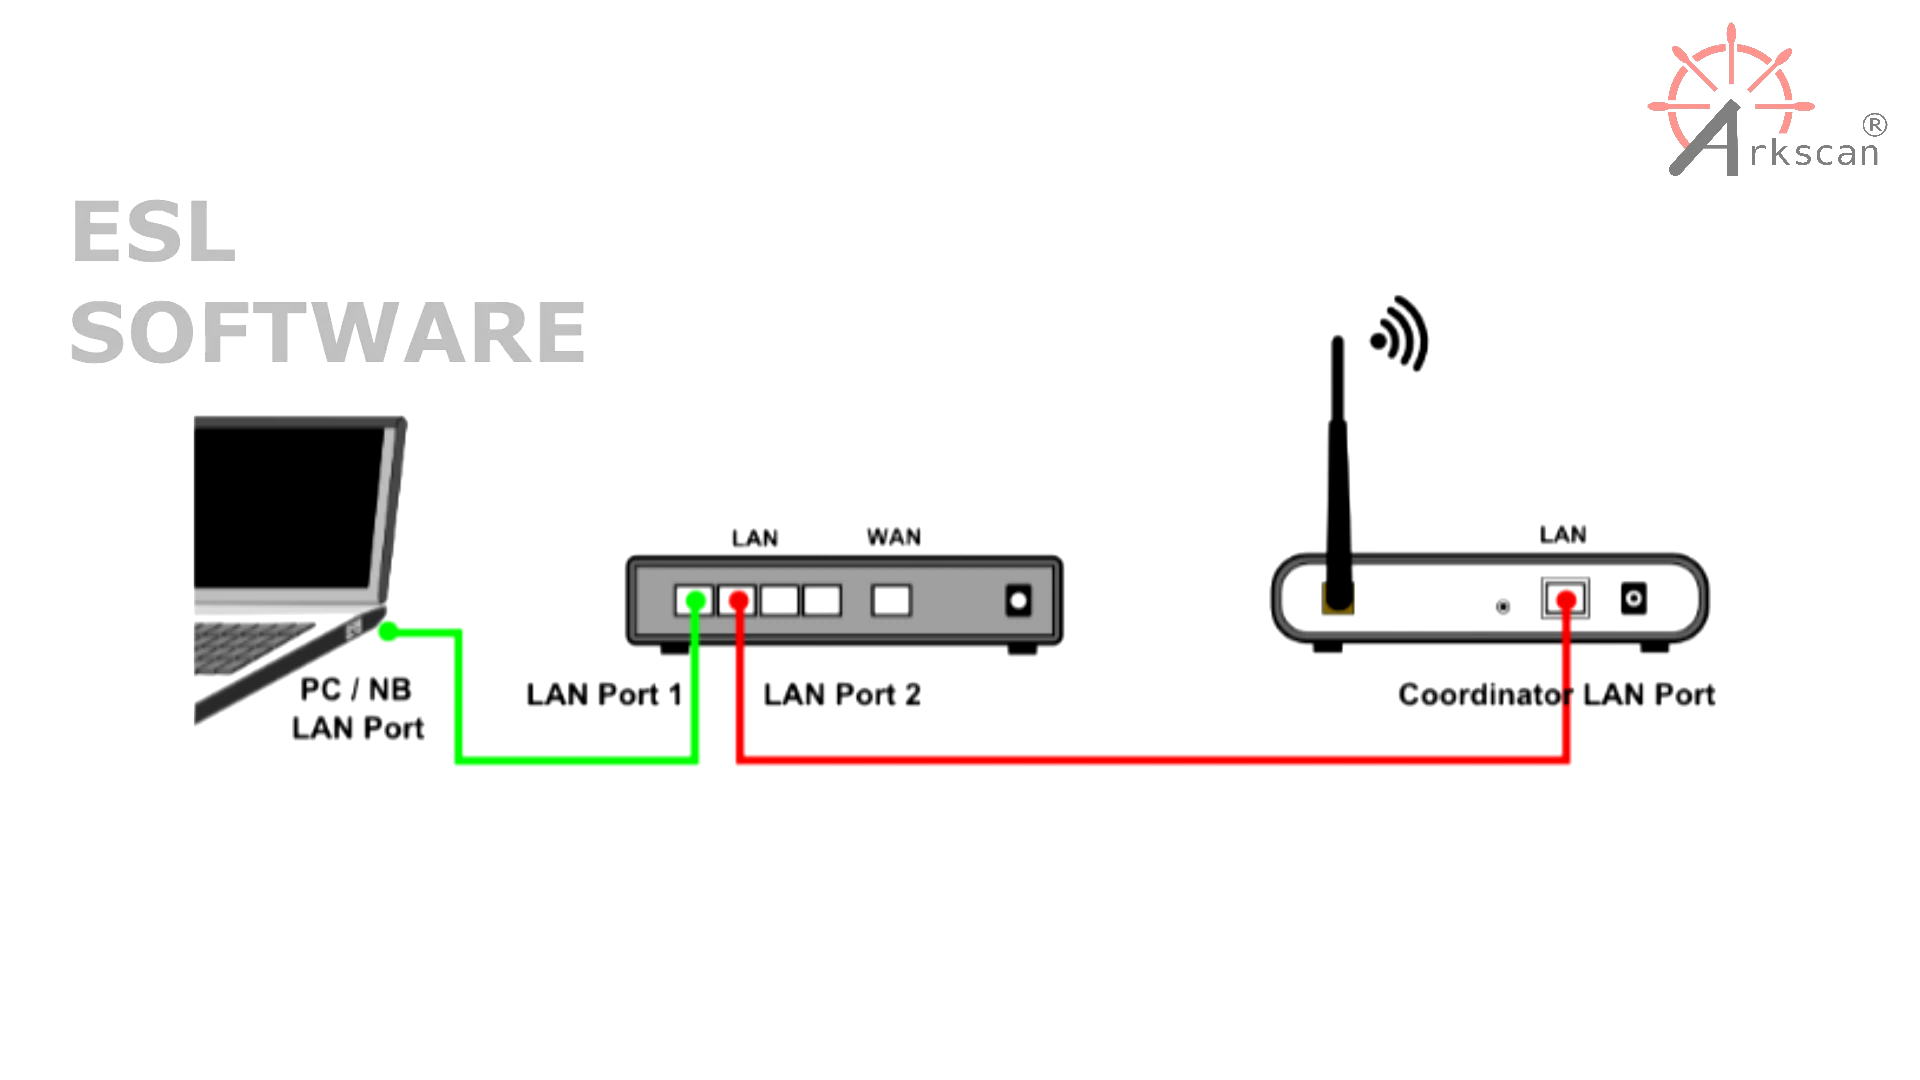 Arkscan®
ESL
SOFTWARE
LAN
WAN
LAN
PC / NB
LAN Port
LAN Port 1
LAN Port 2
Coordinator LAN Port